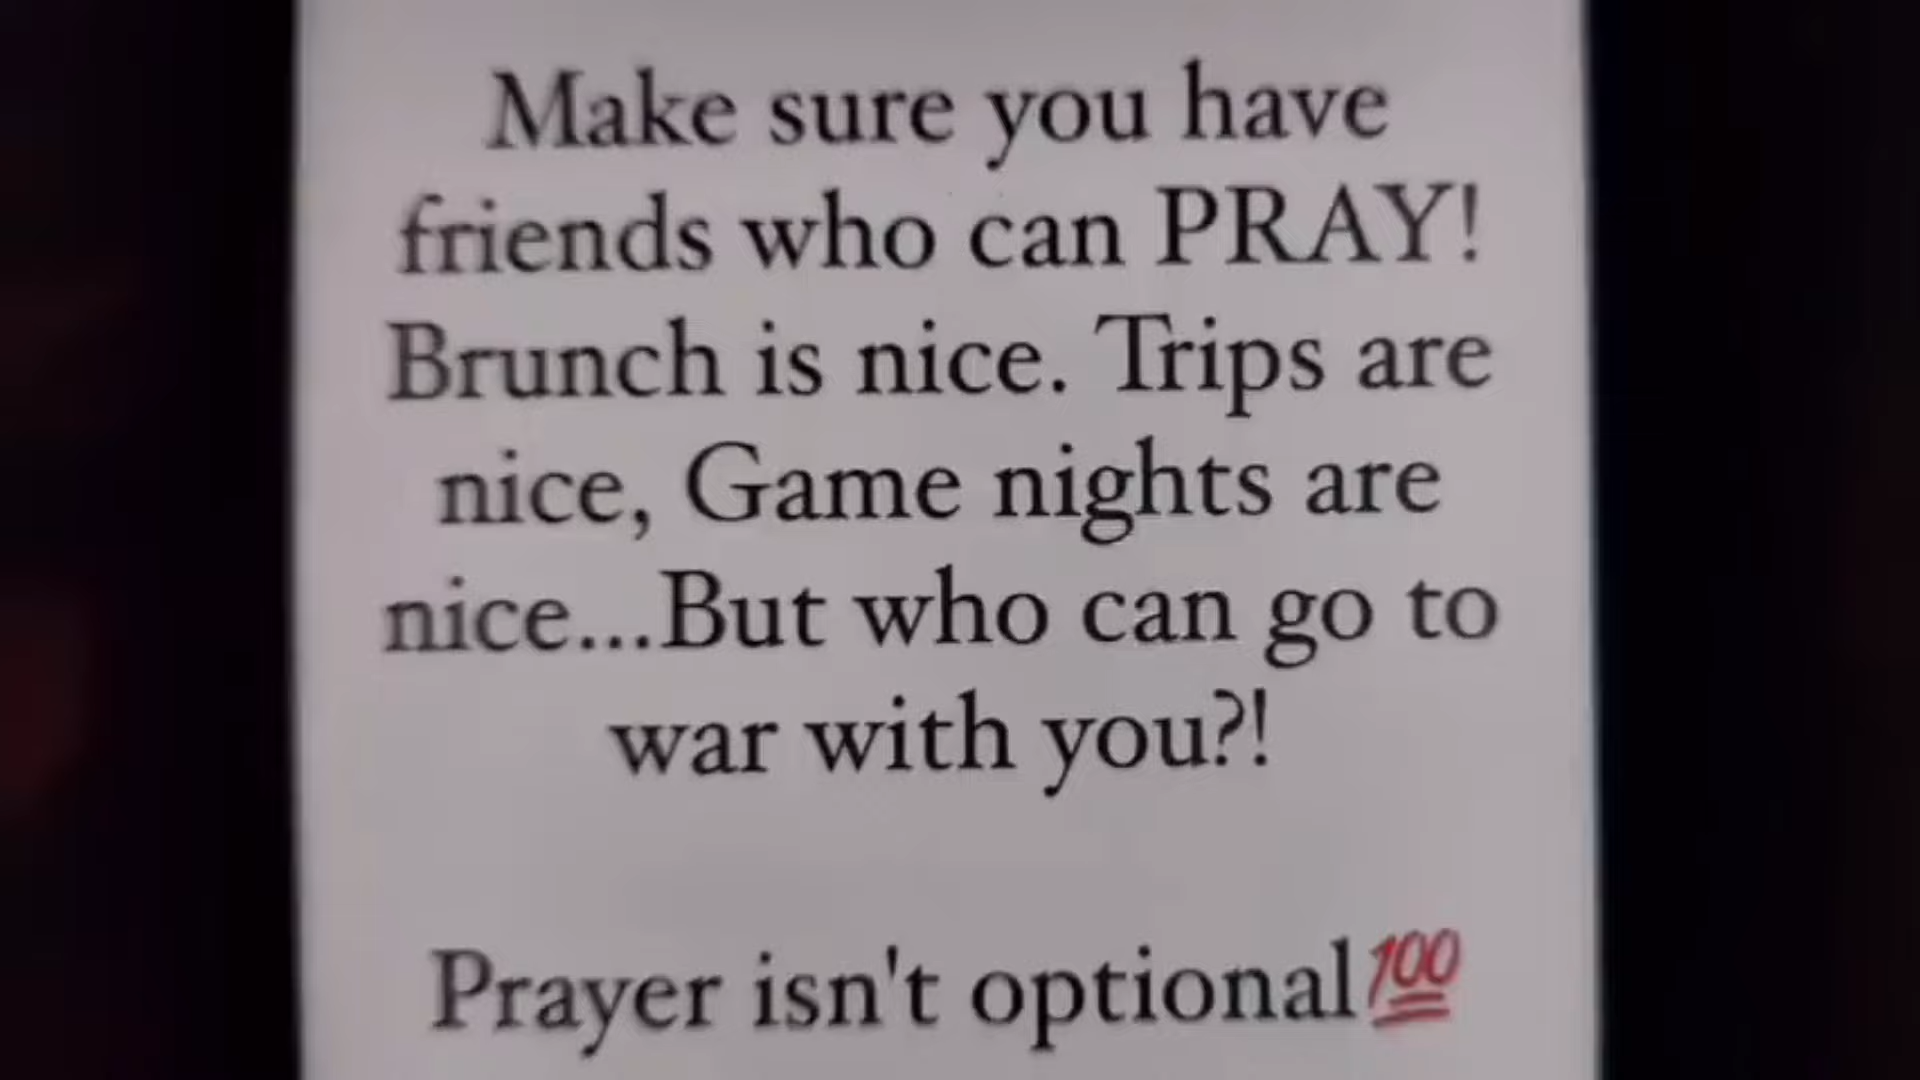 Make sure you have
friends who can PRAY!
Brunch is nice. Trips are
nice, Game nights are
nice...But who can go to
war with you?!
Prayer isn't optional💯